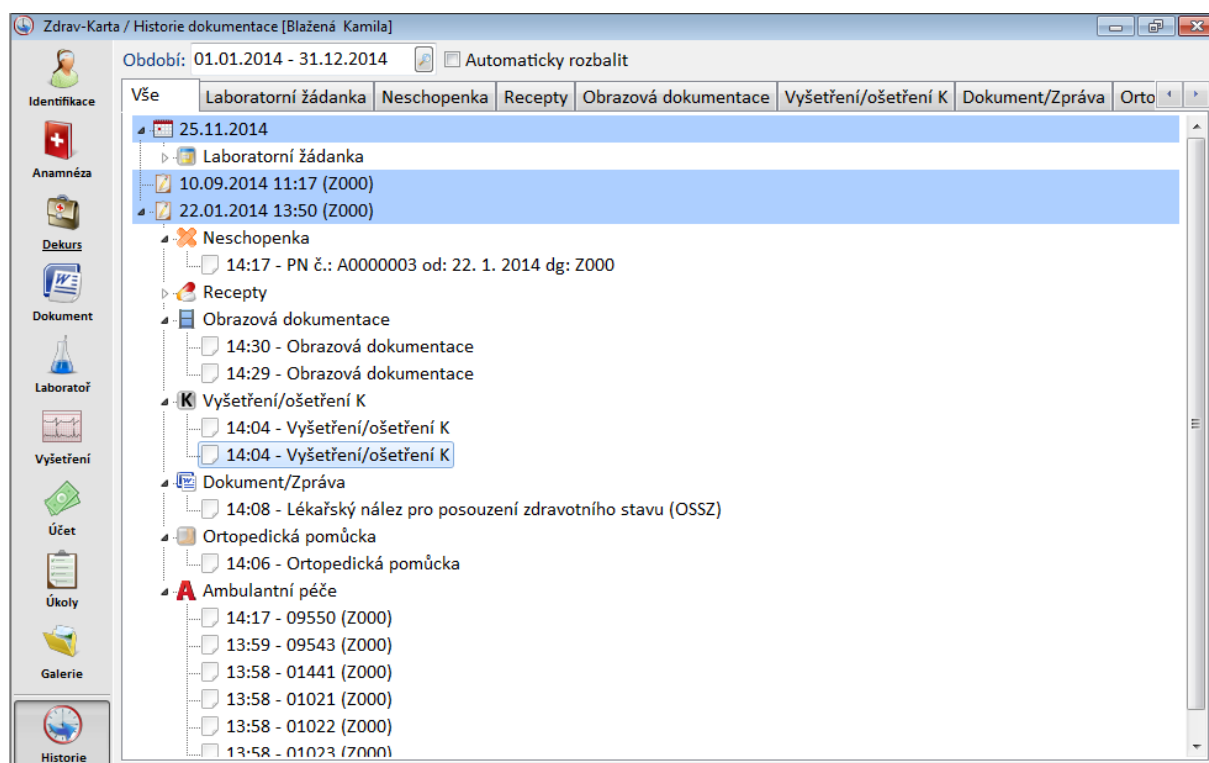 Zdrav-Karta / Historie dokumentace [Blažená Kamila]
Období: 01.01.2014 - 31.12.2014 Automaticky rozbalit
Vše Laboratorní žádanka Neschopenka Recepty Obrazová dokumentace Vyšetření/ošetření K Dokument/Zpráva Orto
Identifikace
Anamnéza
Dekurs
Dokument
Laboratoř
Vyšetření
Účet
Úkoly
Galerie
Historie
25.11.2014
Laboratorní žádanka
10.09.2014 11:17 (Z000)
22.01.2014 13:50 (Z000)
Neschopenka
14:17 - PN č.: A0000003 od: 22. 1. 2014 dg: Z000
Recepty
Obrazová dokumentace
14:30 - Obrazová dokumentace
14:29 - Obrazová dokumentace
K Vyšetření/ošetření K
14:04 - Vyšetření/ošetření K
14:04 - Vyšetření/ošetření K
Dokument/Zpráva
14:08 - Lékařský nález pro posouzení zdravotního stavu (OSSZ)
Ortopedická pomůcka
14:06 - Ortopedická pomůcka
A Ambulantní péče
14:17 - 09550 (Z000)
13:59 - 09543 (Z000)
13:58 - 01441 (Z000)
13:58 - 01021 (Z000)
13:58 - 01022 (Z000)
13:58 - 01023 (Z000)